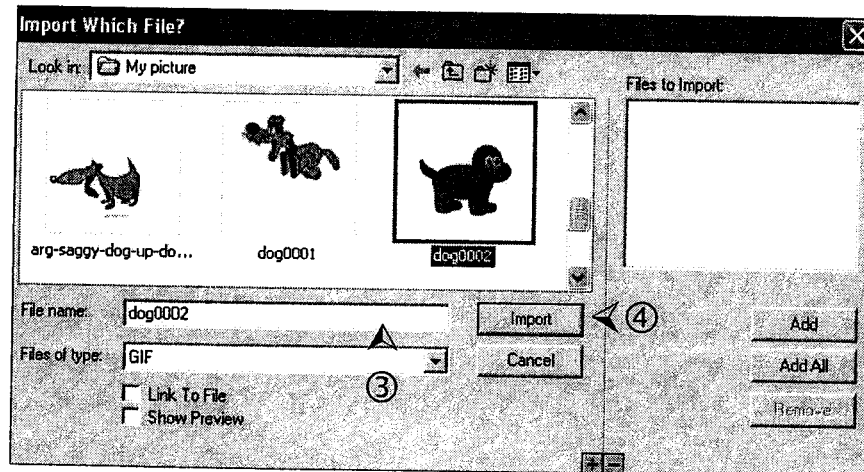 Import Which File?
Look in: My picture
Files to Import:
arg-saggy-dog-up-do... dog0001 dog0002
File name: dog0002 Import ④ Add
Files of type: GIF Cancel Add All
③
Link To File Remove
Show Preview